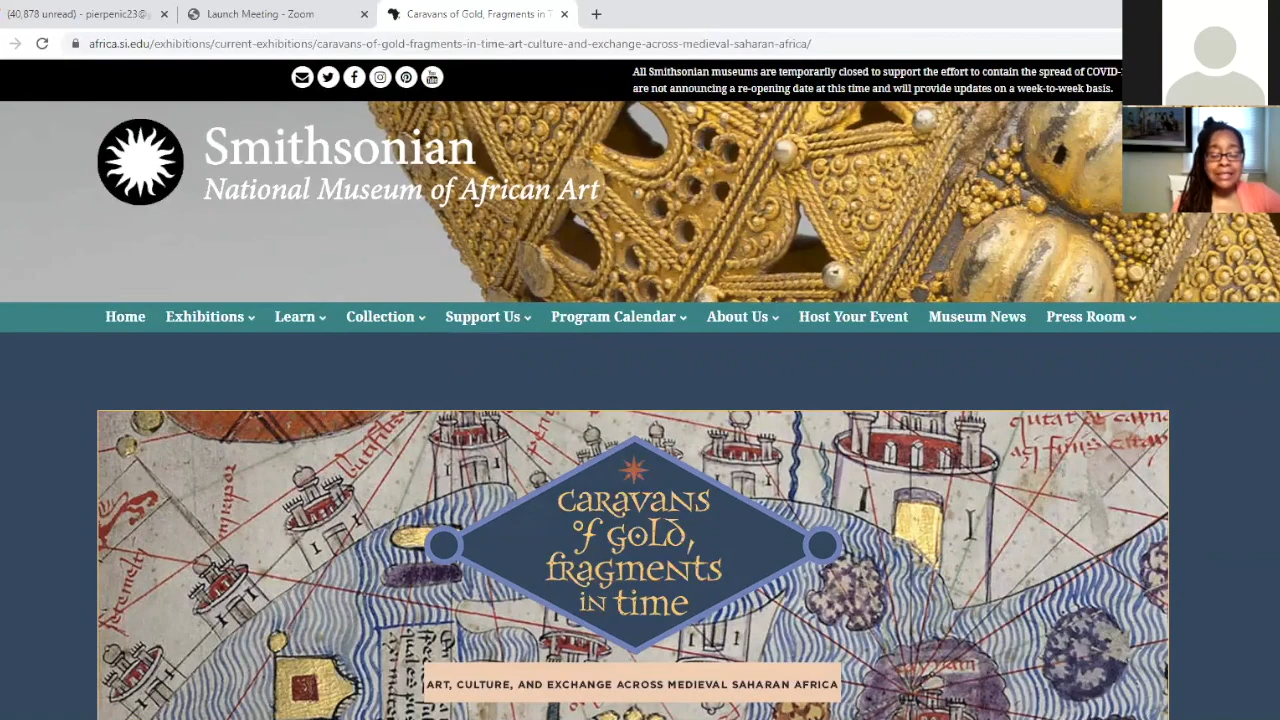 (40,878 unread) - pierpenic23@
Launch Meeting - Zoom
Caravans of Gold, Fragments in T
africa.si.edu/exhibitions/current-exhibitions/caravans-of-gold-fragments-in-time-art-culture-and-exchange-across-medieval-saharan-africa/
All Smithsonian museums are temporarily closed to support the effort to contain the spread of COVID-
are not announcing a re-opening date at this time and will provide updates on a week-to-week basis.
Smithsonian
National Museum of African Art
Home Exhibitions Learn Collection Support Us Program Calendar About Us Host Your Event Museum News Press Room
caravans
of gold,
fragments
in time
ART, CULTURE, AND EXCHANGE ACROSS MEDIEVAL SAHARAN AFRICA